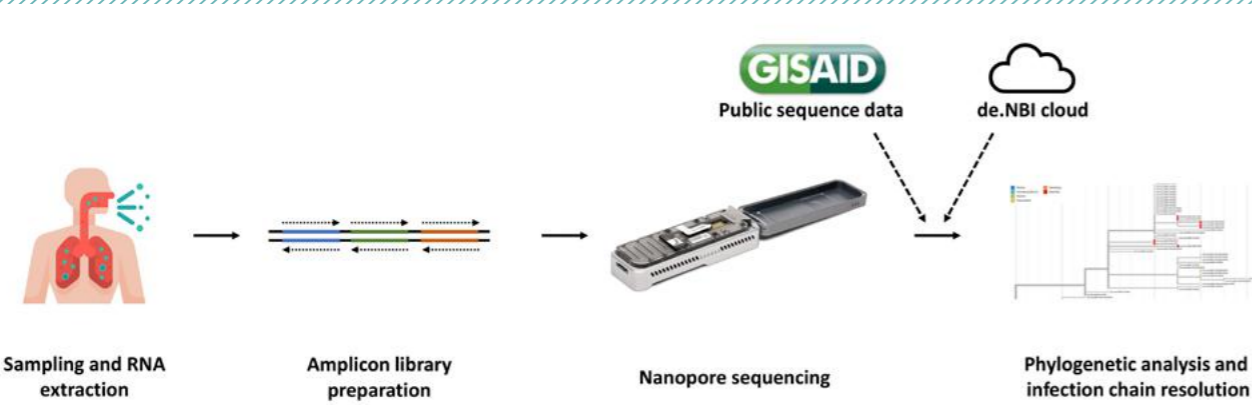 GISAID
Public sequence data
de.NBI cloud
Sampling and RNA
extraction
Amplicon library
preparation
Nanopore sequencing
Phylogenetic analysis and
infection chain resolution